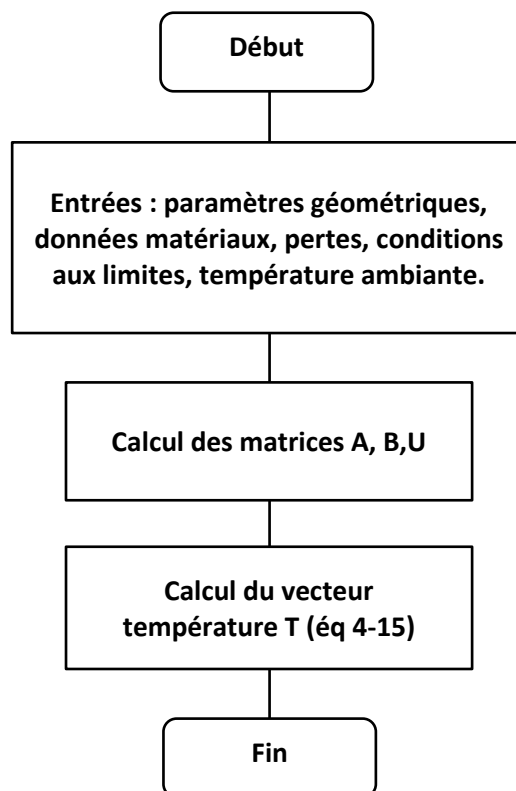 Début
Entrées : paramètres géométriques,
données matériaux, pertes, conditions
aux limites, température ambiante.
Calcul des matrices A, B,U
Calcul du vecteur
température T (éq 4-15)
Fin